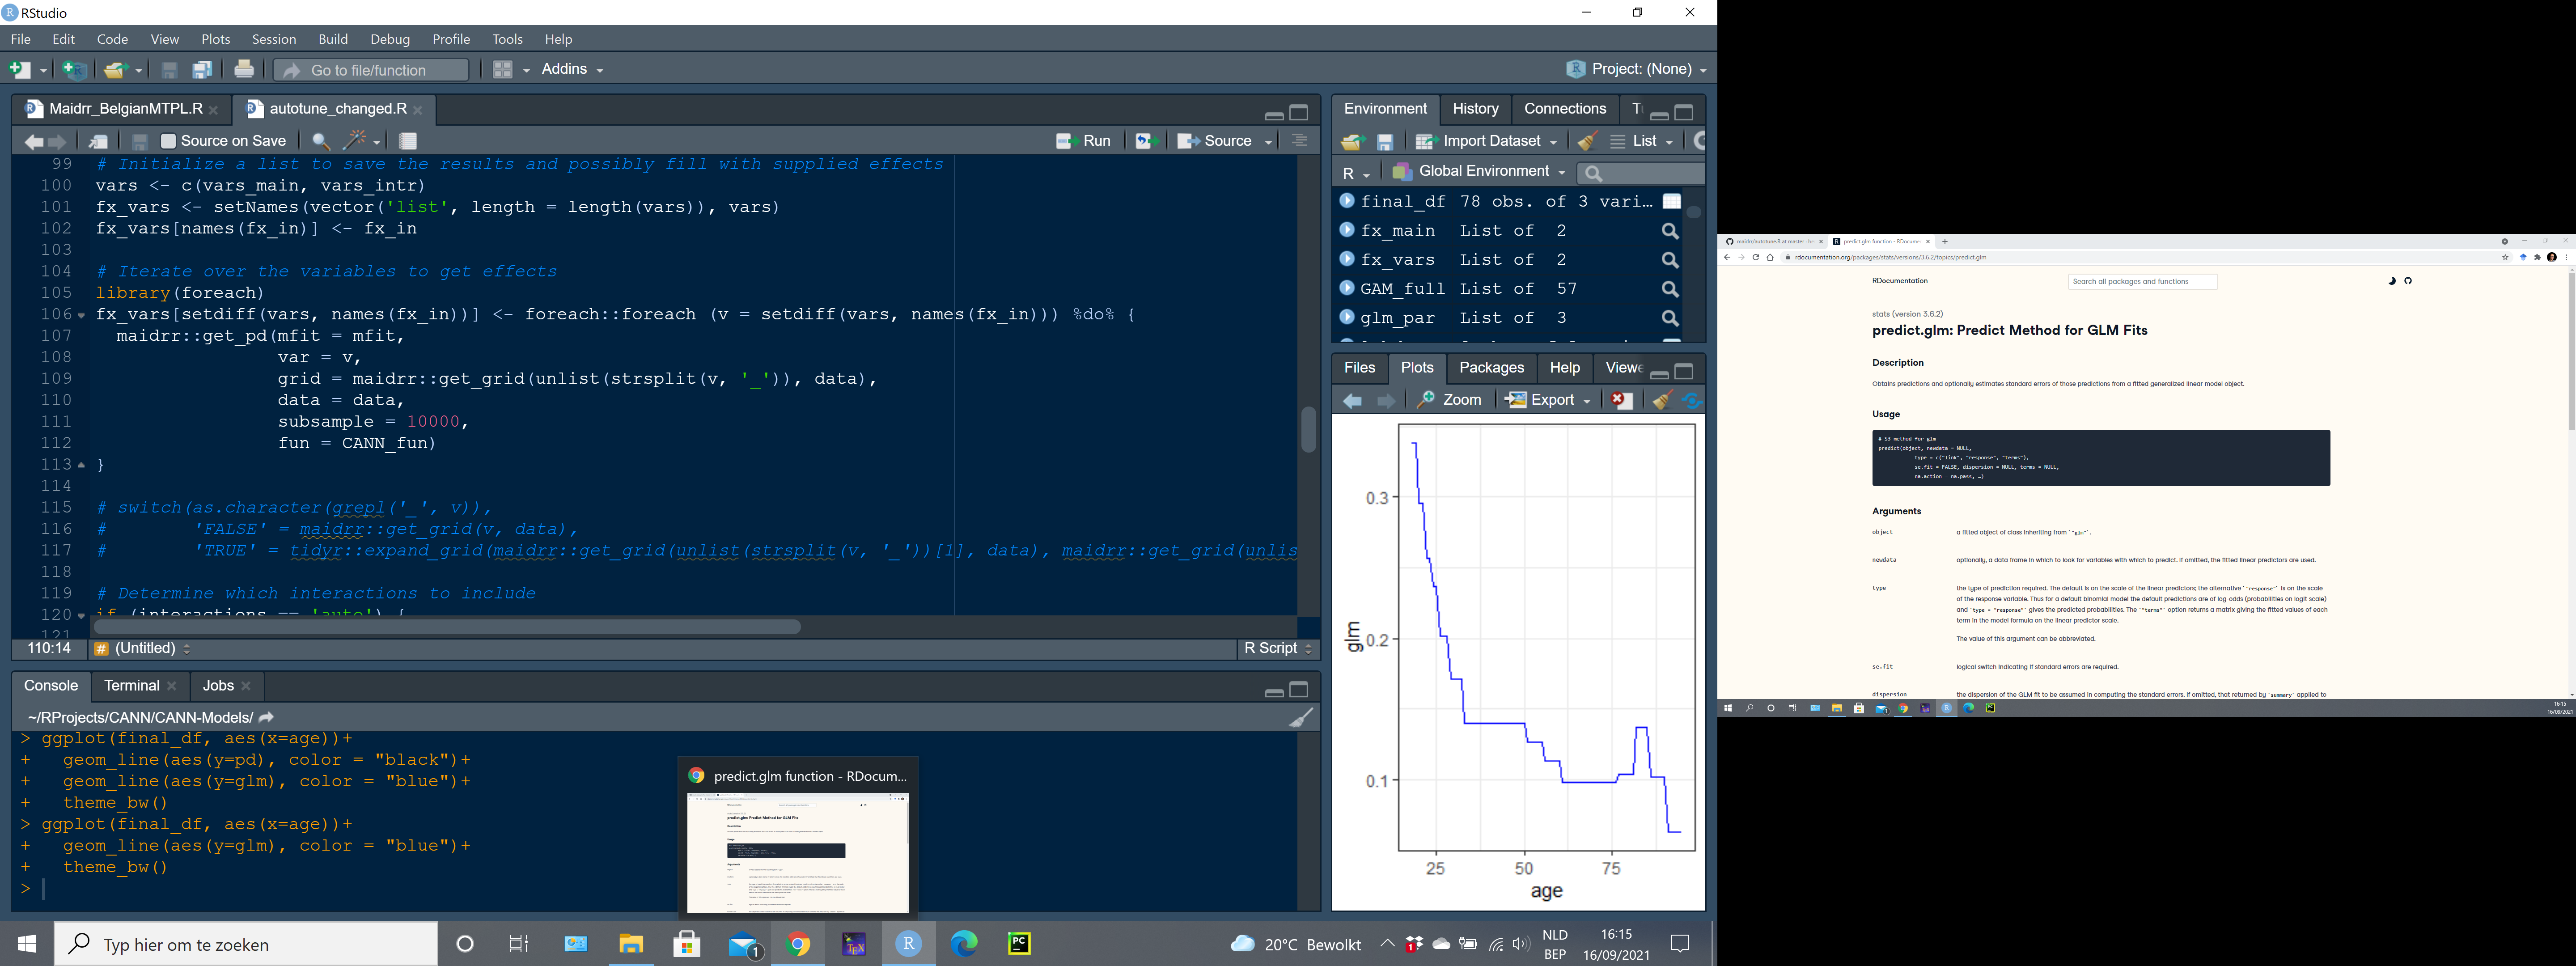 RStudio
File Edit Code View Plots Session Build Debug Profile Tools Help
Go to file/function Addins Project: (None)
Maidrr_BelgianMTPL.R autotune_changed.R
Source on Save Run Source
99 # Initialize a list to save the results and possibly fill with supplied effects
100 vars <- c(vars_main, vars_intr)
101 fx_vars <- setNames(vector('list', length = length(vars)), vars)
102 fx_vars[names(fx_in)] <- fx_in
103
104 # Iterate over the variables to get effects
105 library(foreach)
106 fx_vars[setdiff(vars, names(fx_in))] <- foreach::foreach (v = setdiff(vars, names(fx_in))) %do% {
107 maidrr::get_pd(mfit = mfit,
108 var = v,
109 grid = maidrr::get_grid(unlist(strsplit(v, '_')), data),
110 data = data,
111 subsample = 10000,
112 fun = CANN_fun)
113 }
114
115 # switch(as.character(grepl('_', v)),
116 # 'FALSE' = maidrr::get_grid(v, data),
117 # 'TRUE' = tidyr::expand_grid(maidrr::get_grid(unlist(strsplit(v, '_'))[1], data), maidrr::get_grid(unlis
118
119 # Determine which interactions to include
120 if (interactions == 'auto') {
121
110:14 # (Untitled) R Script
Console Terminal Jobs
~/RProjects/CANN/CANN-Models/
> ggplot(final_df, aes(x=age))+
+ geom_line(aes(y=pd), color = "black")+
+ geom_line(aes(y=glm), color = "blue")+
+ theme_bw()
> ggplot(final_df, aes(x=age))+
+ geom_line(aes(y=glm), color = "blue")+
+ theme_bw()
>
predict.glm function - RDocum...
Environment History Connections
Import Dataset List
R Global Environment
final_df 78 obs. of 3 vari...
fx_main List of 2
fx_vars List of 2
GAM_full List of 57
glm_par List of 3
Files Plots Packages Help Viewe
Zoom Export
0.3
0.2
0.1
glm
25 50 75
age
Typ hier om te zoeken
1
PC
R
20°C Bewolkt
NLD
BEP
16:15
16/09/2021
maidrr/autotune.R at master
predict.glm function - RDocume
rdocumentation.org/packages/stats/versions/3.6.2/topics/predict.glm
RDocumentation
Search all packages and functions
stats (version 3.6.2)
predict.glm: Predict Method for GLM Fits
Description
Obtains predictions and optionally estimates standard errors of those predictions from a fitted generalized linear model object.
Usage
# S3 method for glm
predict(object, newdata = NULL,
type = c("link", "response", "terms"),
se.fit = FALSE, dispersion = NULL, terms = NULL,
na.action = na.pass, …)
Arguments
object a fitted object of class inheriting from `"glm"`.
newdata optionally, a data frame in which to look for variables with which to predict. If omitted, the fitted linear predictors are used.
type the type of prediction required. The default is on the scale of the linear predictors; the alternative `"response"` is on the scale
of the response variable. Thus for a default binomial model the default predictions are of log-odds (probabilities on logit scale)
and `type = "response"` gives the predicted probabilities. The `"terms"` option returns a matrix giving the fitted values of each
term in the model formula on the linear predictor scale.
The value of this argument can be abbreviated.
se.fit logical switch indicating if standard errors are required.
dispersion the dispersion of the GLM fit to be assumed in computing the standard errors. If omitted, that returned by `summary` applied to
16:15
16/09/2021